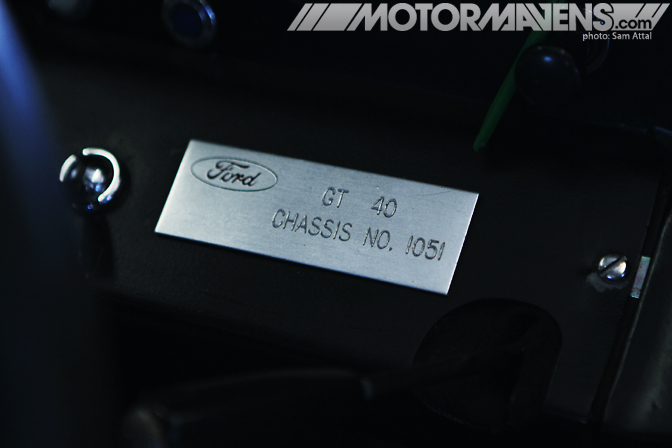 MOTORMAVENS.com
photo: Sam Attal
Ford
GT 40
CHASSIS NO. 1051